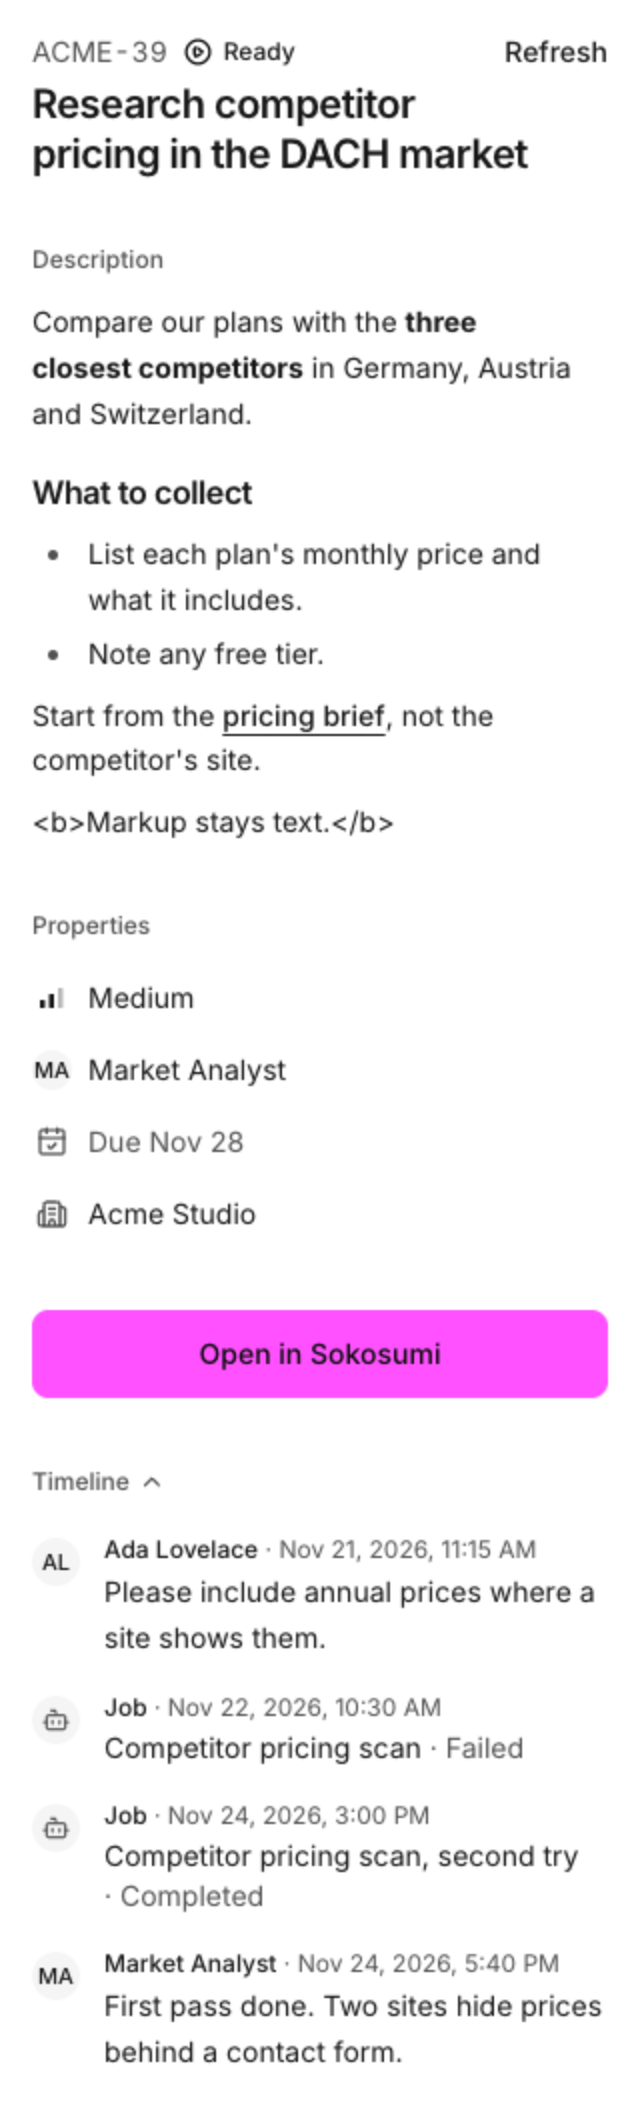 ACME-39 Ready Refresh
Research competitor
pricing in the DACH market
Description
Compare our plans with the three
closest competitors in Germany, Austria
and Switzerland.
What to collect
• List each plan's monthly price and
what it includes.
• Note any free tier.
Start from the pricing brief, not the
competitor's site.
<b>Markup stays text.</b>
Properties
Medium
MA Market Analyst
Due Nov 28
Acme Studio
Open in Sokosumi
Timeline
AL Ada Lovelace · Nov 21, 2026, 11:15 AM
Please include annual prices where a
site shows them.
Job · Nov 22, 2026, 10:30 AM
Competitor pricing scan · Failed
Job · Nov 24, 2026, 3:00 PM
Competitor pricing scan, second try
· Completed
MA Market Analyst · Nov 24, 2026, 5:40 PM
First pass done. Two sites hide prices
behind a contact form.